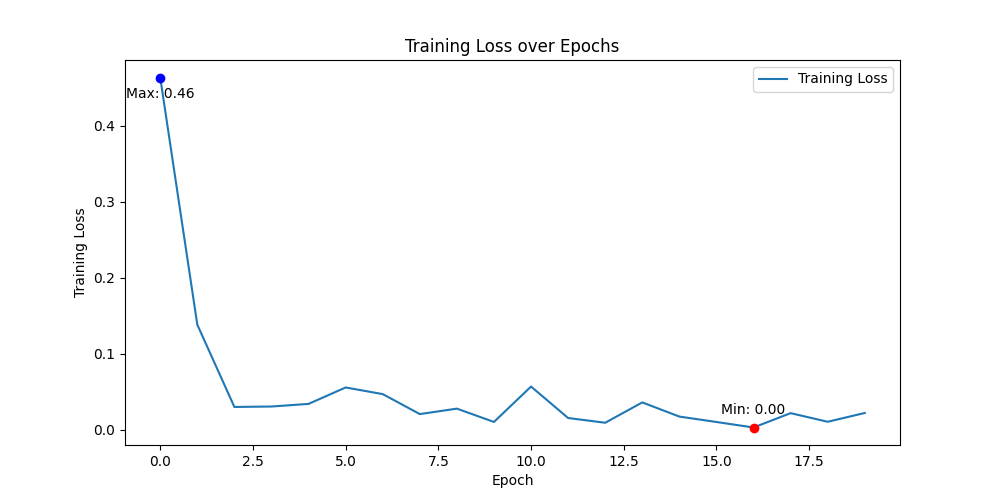 Training Loss over Epochs
Training Loss
Max: 0.46
Min: 0.00
Training Loss
0.4
0.3
0.2
0.1
0.0
0.0 2.5 5.0 7.5 10.0 12.5 15.0 17.5
Epoch